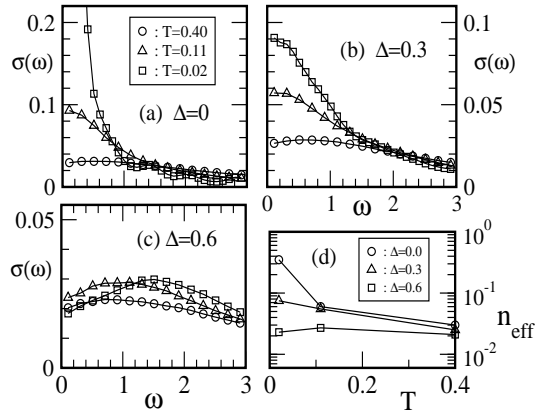 0.2
σ(ω)
0.1
0
: T=0.40
: T=0.11
: T=0.02
(a) Δ=0
0.1
σ(ω)
0.05
0
(b) Δ=0.3
0 1 ω 2 3
0.05
σ(ω)
0
(c) Δ=0.6
0 1 ω 2 3
(d)
: Δ=0.0
: Δ=0.3
: Δ=0.6
10^0
10^-1
n_eff
10^-2
0 0.2 T 0.4